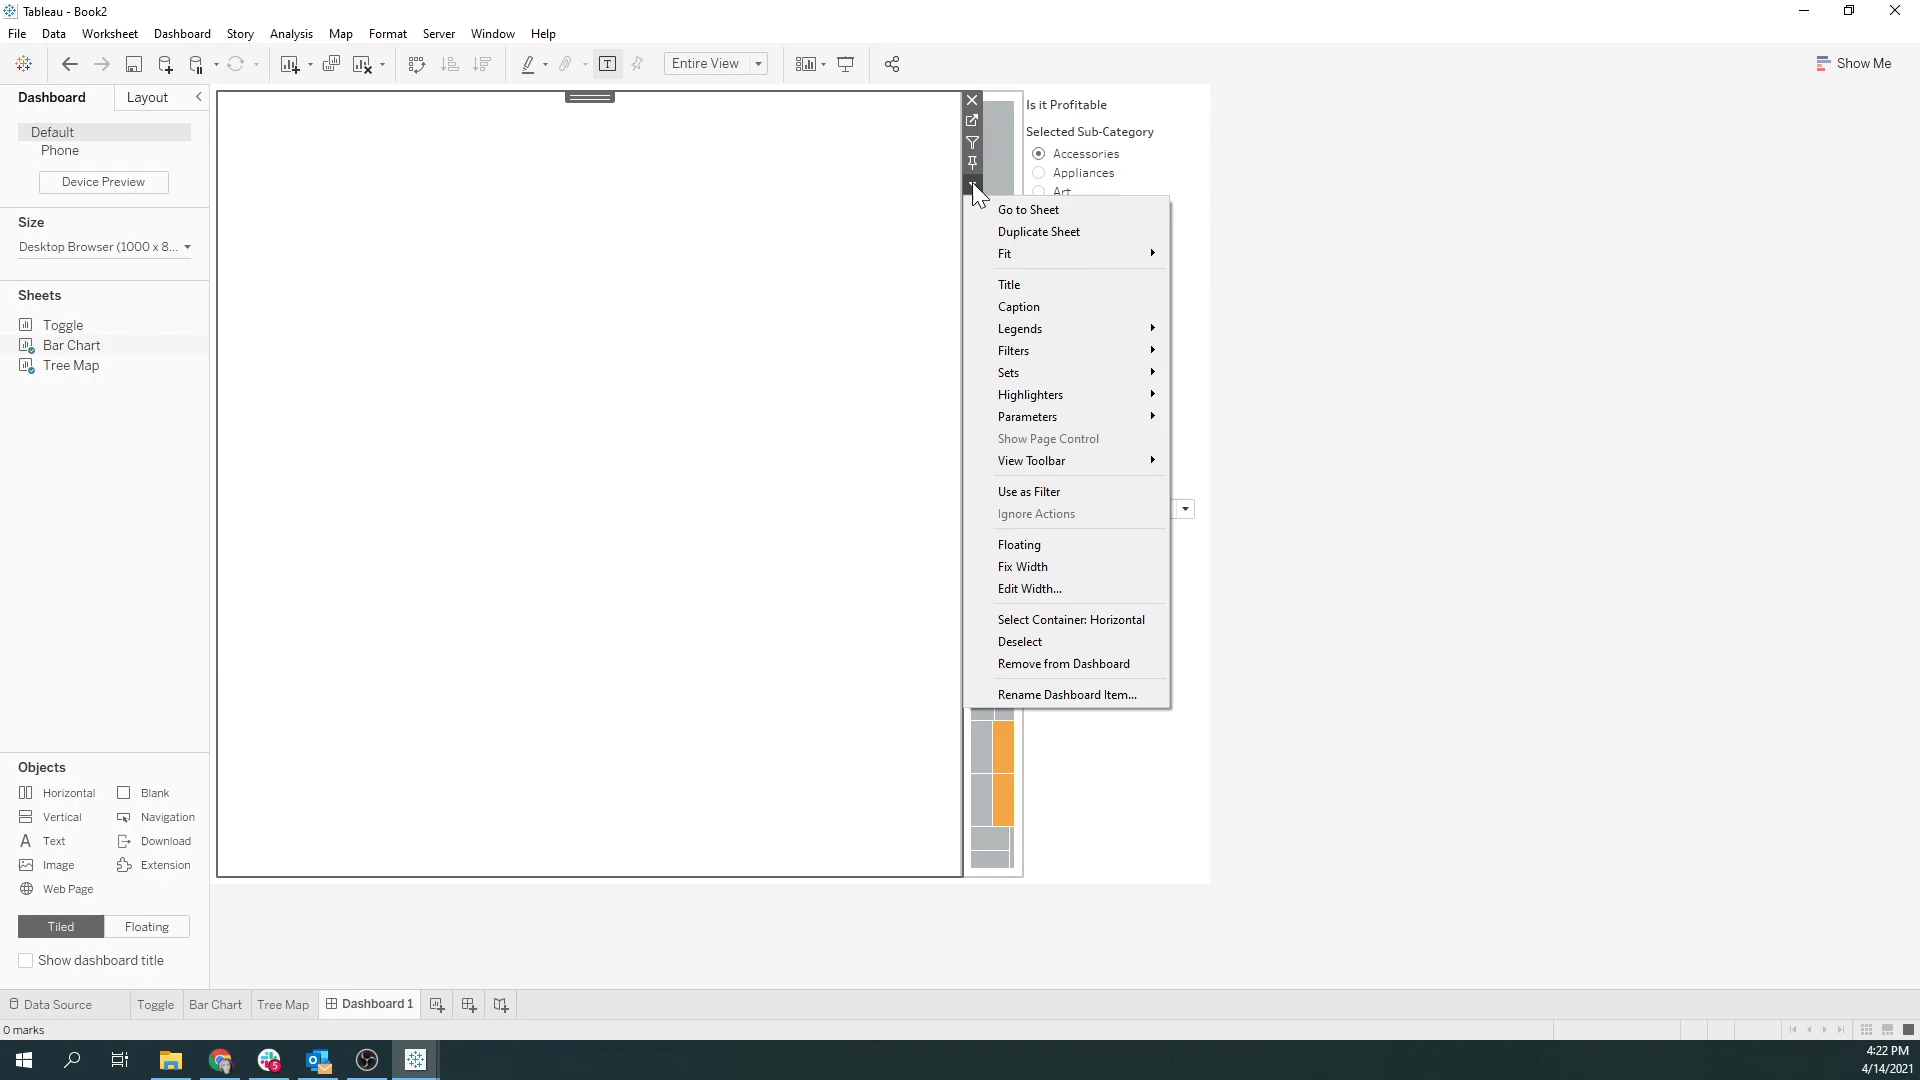 Tableau - Book2
File Data Worksheet Dashboard Story Analysis Map Format Server Window Help
Entire View
Show Me
Dashboard Layout
Default
Phone
Device Preview
Size
Desktop Browser (1000 x 8...
Sheets
Toggle
Bar Chart
Tree Map
Is it Profitable
Selected Sub-Category
Accessories
Appliances
Art
Go to Sheet
Duplicate Sheet
Fit
Title
Caption
Legends
Filters
Sets
Highlighters
Parameters
Show Page Control
View Toolbar
Use as Filter
Ignore Actions
Floating
Fix Width
Edit Width...
Select Container: Horizontal
Deselect
Remove from Dashboard
Rename Dashboard Item...
Objects
Horizontal Blank
Vertical Navigation
Text Download
Image Extension
Web Page
Tiled Floating
Show dashboard title
Data Source Toggle Bar Chart Tree Map Dashboard 1
0 marks
5
4:22 PM
4/14/2021